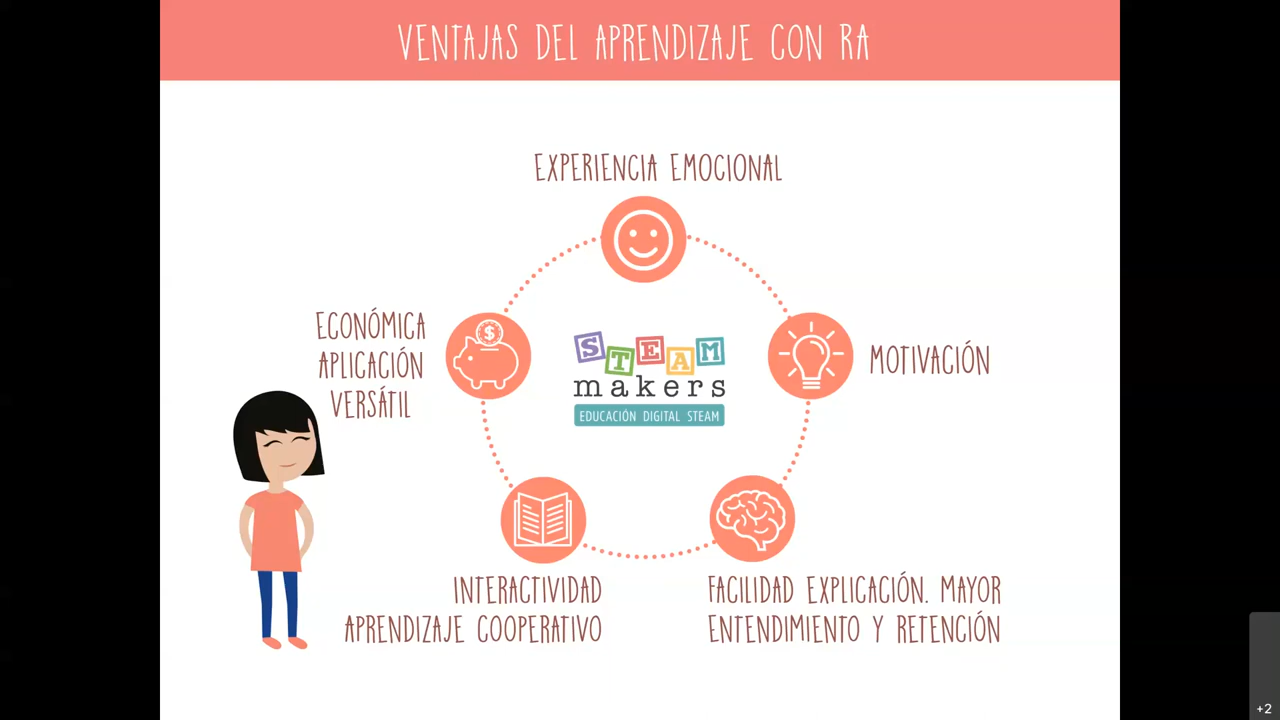 VENTAJAS DEL APRENDIZAJE CON RA
EXPERIENCIA EMOCIONAL
ECONÓMICA
APLICACIÓN
VERSÁTIL
$
STEAM
makers
EDUCACIÓN DIGITAL STEAM
MOTIVACIÓN
INTERACTIVIDAD
APRENDIZAJE COOPERATIVO
FACILIDAD EXPLICACIÓN. MAYOR
ENTENDIMIENTO Y RETENCIÓN
+2